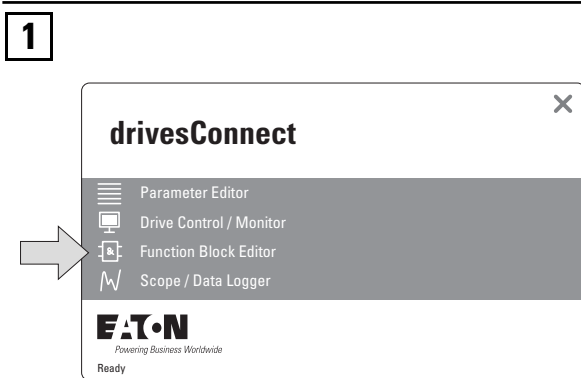 1
drivesConnect
Parameter Editor
Drive Control / Monitor
&
Function Block Editor
Scope / Data Logger
EATON
Powering Business Worldwide
Ready